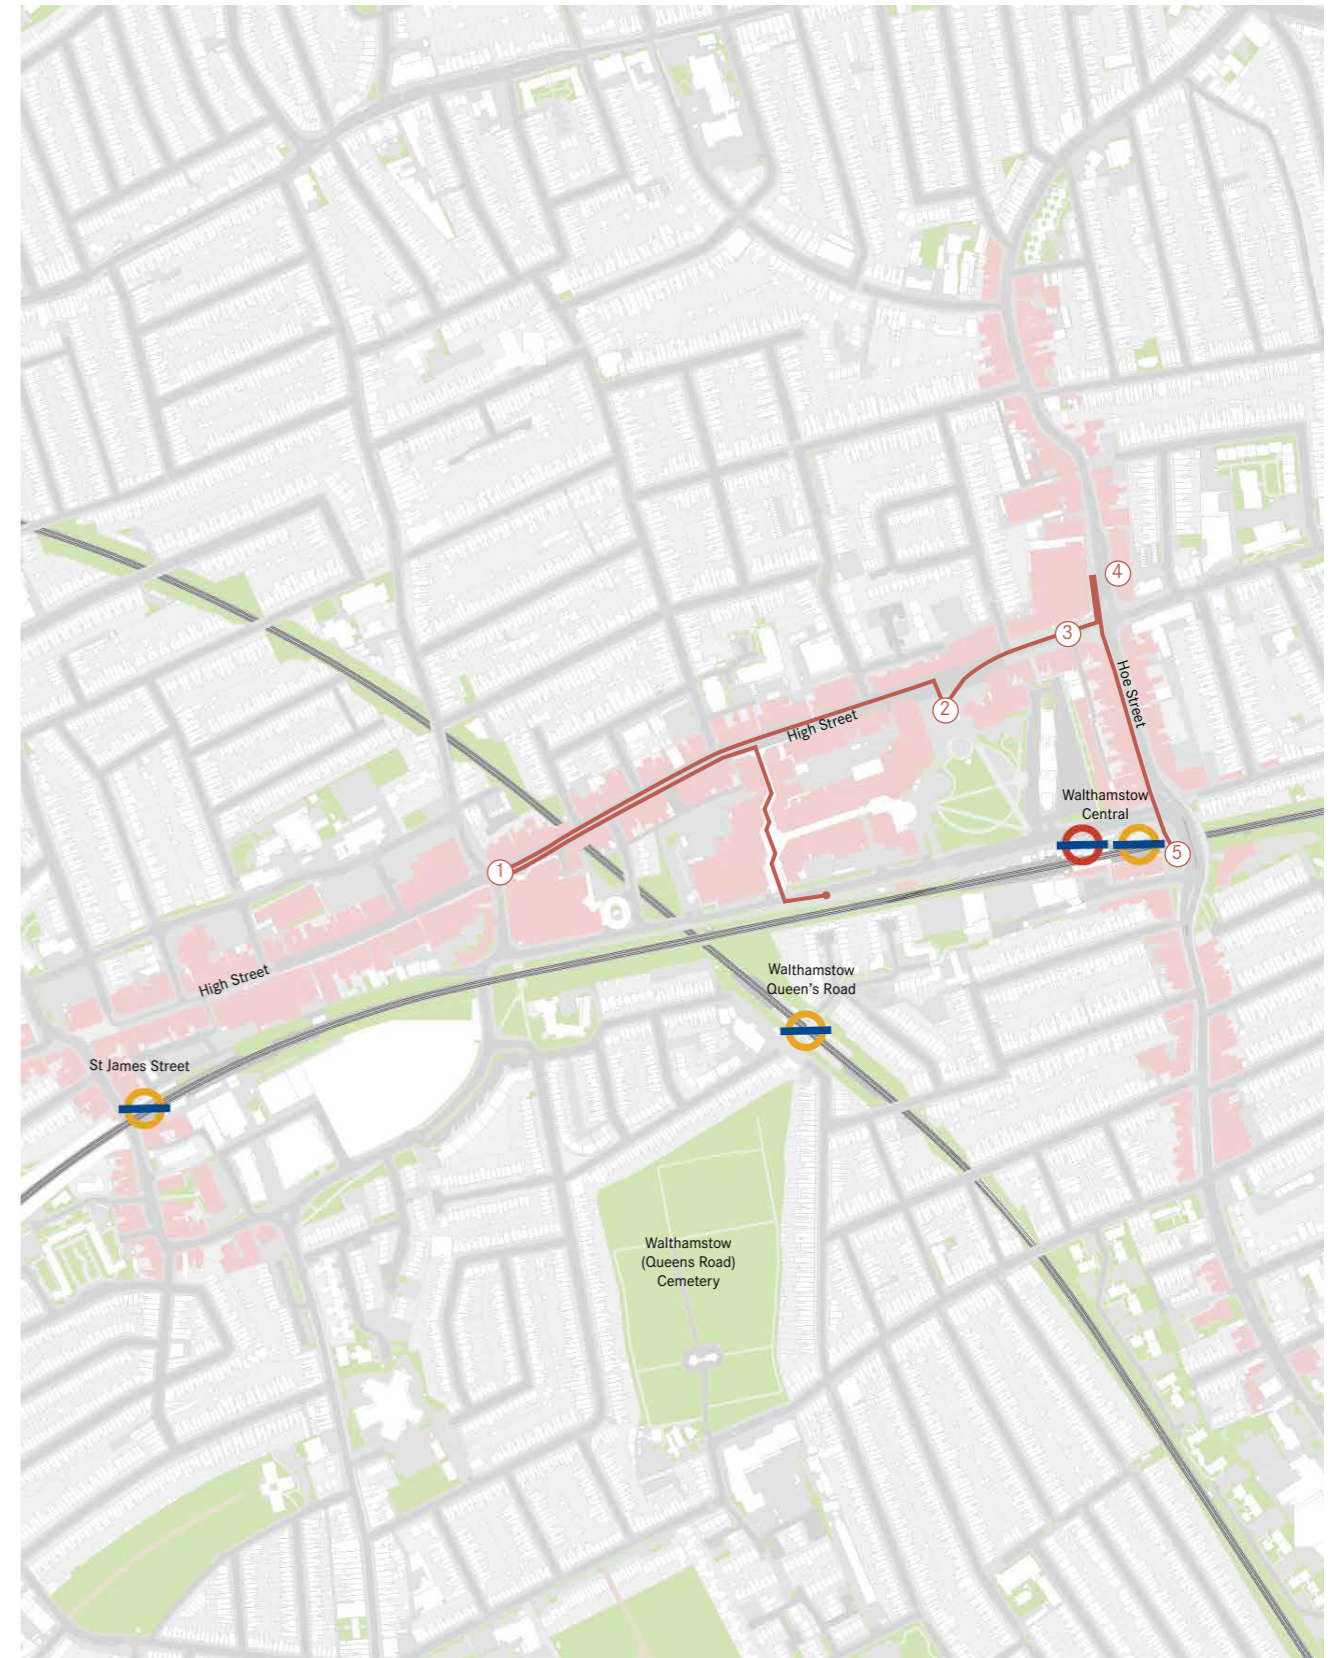 4
3
Hoe Street
2
High Street
Walthamstow
Central
5
1
High Street
Walthamstow
Queen's Road
St James Street
Walthamstow
(Queens Road)
Cemetery